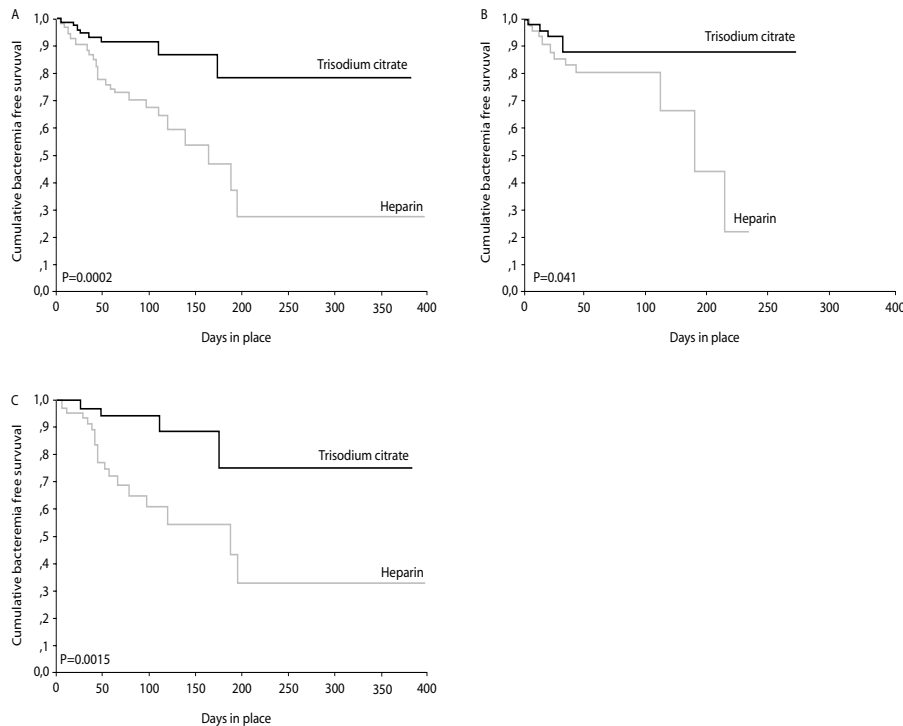 A
Cumulative bacteremia free survuval
1,0
,9
,8
,7
,6
,5
,4
,3
,2
,1
0,0
Trisodium citrate
Heparin
P=0.0002
0 50 100 150 200 250 300 350 400
Days in place
B
Cumulative bacteremia free survuval
1,0
,9
,8
,7
,6
,5
,4
,3
,2
,1
0,0
Trisodium citrate
Heparin
P=0.041
0 50 100 200 250 300 400
Days in place
C
Cumulative bacteremia free survuval
1,0
,9
,8
,7
,6
,5
,4
,3
,2
,1
0,0
Trisodium citrate
Heparin
P=0.0015
0 50 100 150 200 250 300 350 400
Days in place